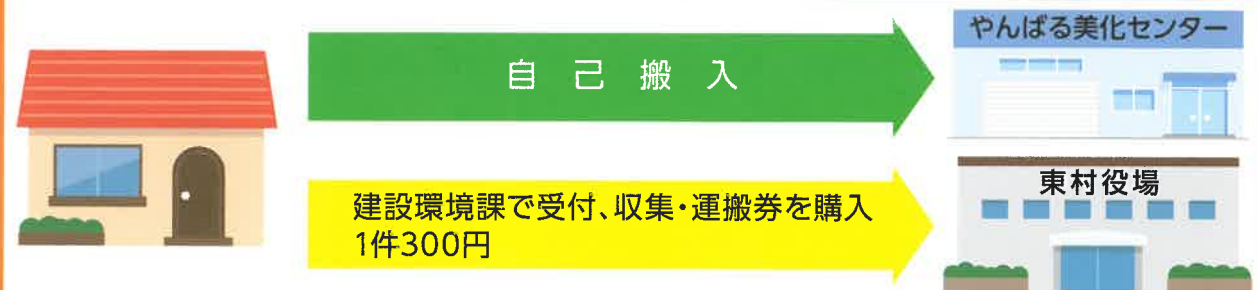 やんばる美化センター
自己搬入
東村役場
建設環境課で受付、収集・運搬券を購入
1件300円